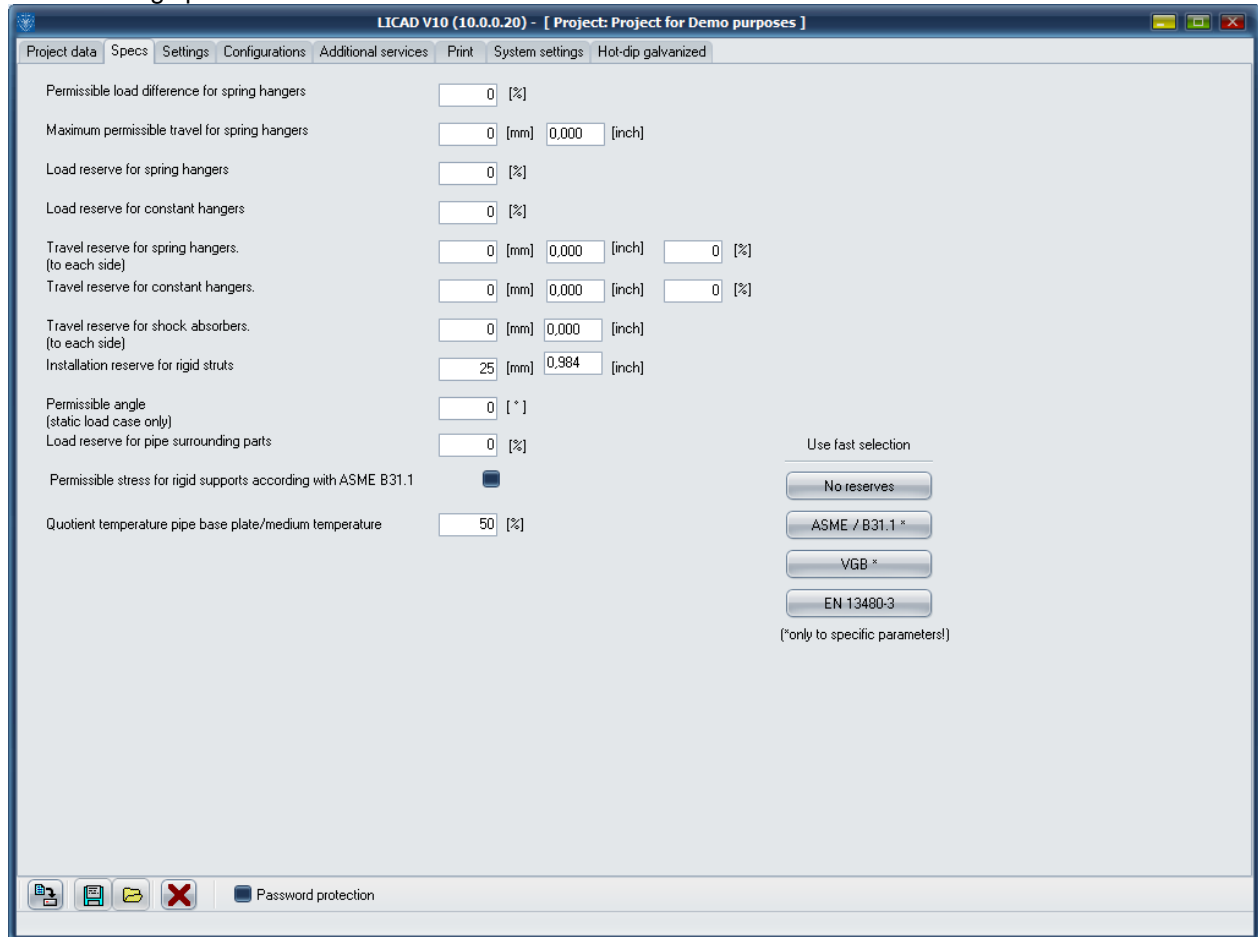 LICAD V10 (10.0.0.20) - [ Project: Project for Demo purposes ]
Project data Specs Settings Configurations Additional services Print System settings Hot-dip galvanized
Permissible load difference for spring hangers 0 [%]
Maximum permissible travel for spring hangers 0 [mm] 0,000 [inch]
Load reserve for spring hangers 0 [%]
Load reserve for constant hangers 0 [%]
Travel reserve for spring hangers. 0 [mm] 0,000 [inch] 0 [%]
(to each side)
Travel reserve for constant hangers. 0 [mm] 0,000 [inch] 0 [%]
Travel reserve for shock absorbers. 0 [mm] 0,000 [inch]
(to each side)
Installation reserve for rigid struts 25 [mm] 0,984 [inch]
Permissible angle 0 [ ° ]
(static load case only)
Load reserve for pipe surrounding parts 0 [%]
Permissible stress for rigid supports according with ASME B31.1
Quotient temperature pipe base plate/medium temperature 50 [%]
Use fast selection
No reserves
ASME / B31.1 *
VGB *
EN 13480-3
(*only to specific parameters!)
Password protection